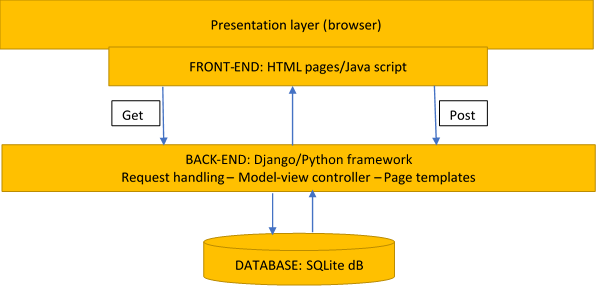 Presentation layer (browser)
FRONT-END: HTML pages/Java script
Get
Post
BACK-END: Django/Python framework
Request handling – Model-view controller – Page templates
DATABASE: SQLite dB